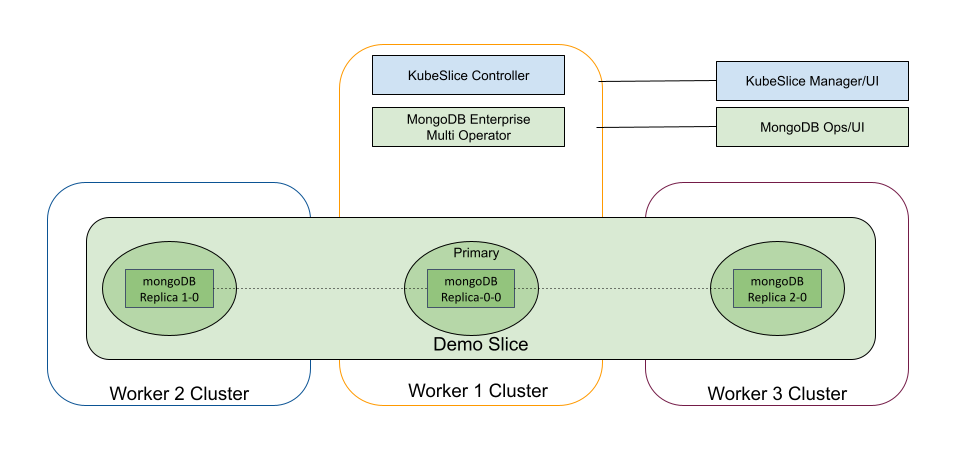 KubeSlice Controller
KubeSlice Manager/UI
MongoDB Enterprise
Multi Operator
MongoDB Ops/UI
Primary
mongoDB
Replica 1-0
mongoDB
Replica-0-0
mongoDB
Replica 2-0
Demo Slice
Worker 2 Cluster
Worker 1 Cluster
Worker 3 Cluster